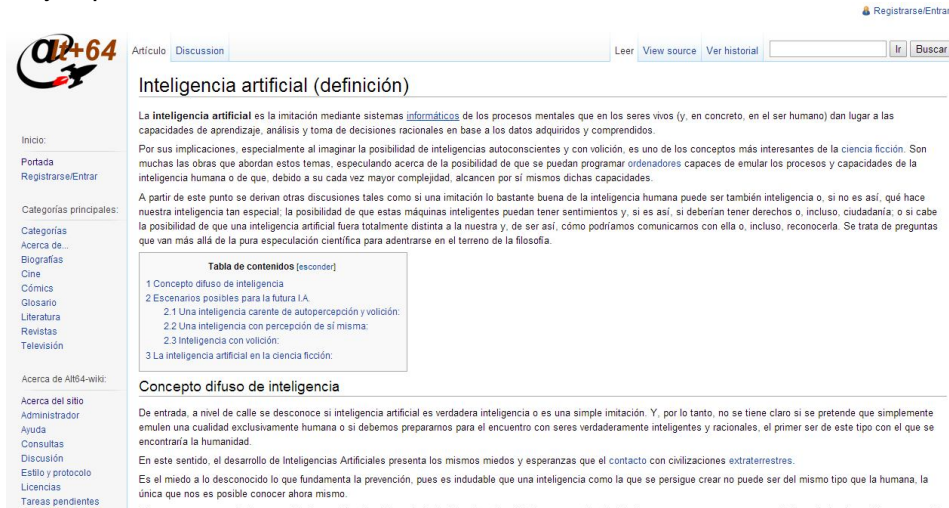 Registrarse/Entrar
alt+64
Artículo Discussion Leer View source Ver historial Ir Buscar
Inteligencia artificial (definición)
La inteligencia artificial es la imitación mediante sistemas informáticos de los procesos mentales que en los seres vivos (y, en concreto, en el ser humano) dan lugar a las
capacidades de aprendizaje, análisis y toma de decisiones racionales en base a los datos adquiridos y comprendidos.
Por sus implicaciones, especialmente al imaginar la posibilidad de inteligencias autoconscientes y con volición, es uno de los conceptos más interesantes de la ciencia ficción. Son
muchas las obras que abordan estos temas, especulando acerca de la posibilidad de que se puedan programar ordenadores capaces de emular los procesos y capacidades de la
inteligencia humana o de que, debido a su cada vez mayor complejidad, alcancen por sí mismos dichas capacidades.
A partir de este punto se derivan otras discusiones tales como si una imitación lo bastante buena de la inteligencia humana puede ser también inteligencia o, si no es así, qué hace
nuestra inteligencia tan especial; la posibilidad de que estas máquinas inteligentes puedan tener sentimientos y, si es así, si deberían tener derechos o, incluso, ciudadanía; o si cabe
la posibilidad de que una inteligencia artificial fuera totalmente distinta a la nuestra y, de ser así, cómo podríamos comunicarnos con ella o, incluso, reconocerla. Se trata de preguntas
que van más allá de la pura especulación científica para adentrarse en el terreno de la filosofía.
Tabla de contenidos [esconder]
1 Concepto difuso de inteligencia
2 Escenarios posibles para la futura I.A.
2.1 Una inteligencia carente de autopercepción y volición:
2.2 Una inteligencia con percepción de sí misma:
2.3 Inteligencia con volición:
3 La inteligencia artificial en la ciencia ficción:
Concepto difuso de inteligencia
De entrada, a nivel de calle se desconoce si inteligencia artificial es verdadera inteligencia o es una simple imitación. Y, por lo tanto, no se tiene claro si se pretende que simplemente
emulen una cualidad exclusivamente humana o si debemos prepararnos para el encuentro con seres verdaderamente inteligentes y racionales, el primer ser de este tipo con el que se
encontraría la humanidad.
En este sentido, el desarrollo de Inteligencias Artificiales presenta los mismos miedos y esperanzas que el contacto con civilizaciones extraterrestres.
Es el miedo a lo desconocido lo que fundamenta la prevención, pues es indudable que una inteligencia como la que se persigue crear no puede ser del mismo tipo que la humana, la
única que nos es posible conocer ahora mismo.
Inicio:
Portada
Registrarse/Entrar
Categorías principales:
Categorías
Acerca de...
Biografías
Cine
Cómics
Glosario
Literatura
Revistas
Televisión
Acerca de Alt64-wiki:
Acerca del sitio
Administrador
Ayuda
Consultas
Discusión
Estilo y protocolo
Licencias
Tareas pendientes